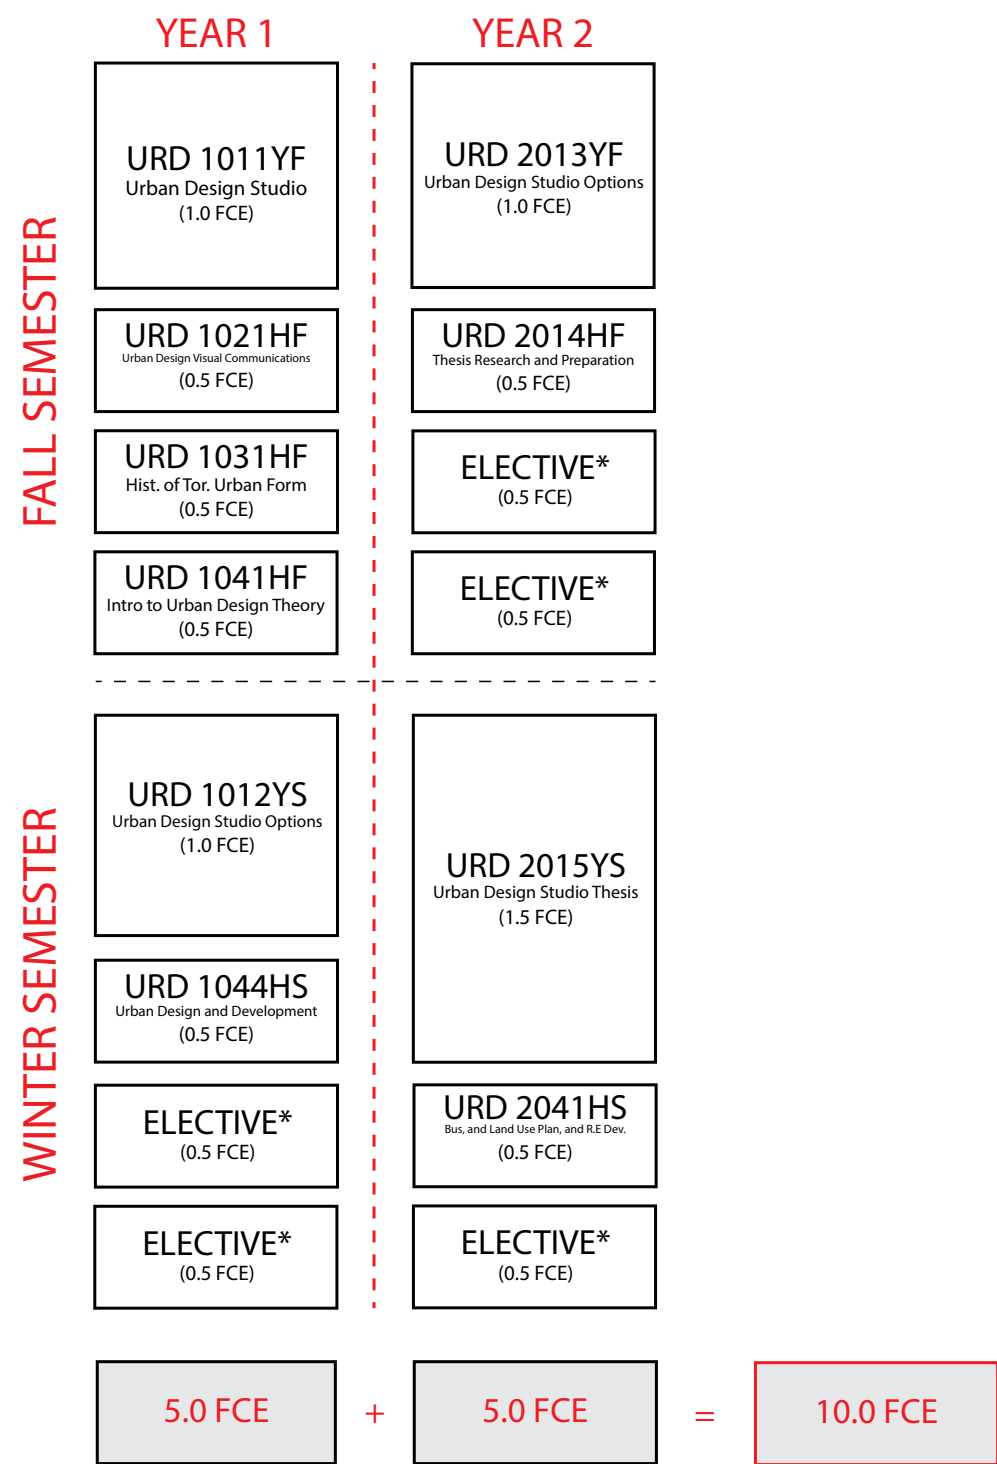 YEAR 1
YEAR 2
FALL SEMESTER
URD 1011YF
Urban Design Studio
(1.0 FCE)
URD 2013YF
Urban Design Studio Options
(1.0 FCE)
URD 1021HF
Urban Design Visual Communications
(0.5 FCE)
URD 2014HF
Thesis Research and Preparation
(0.5 FCE)
URD 1031HF
Hist. of Tor. Urban Form
(0.5 FCE)
ELECTIVE*
(0.5 FCE)
URD 1041HF
Intro to Urban Design Theory
(0.5 FCE)
ELECTIVE*
(0.5 FCE)
WINTER SEMESTER
URD 1012YS
Urban Design Studio Options
(1.0 FCE)
URD 2015YS
Urban Design Studio Thesis
(1.5 FCE)
URD 1044HS
Urban Design and Development
(0.5 FCE)
ELECTIVE*
(0.5 FCE)
URD 2041HS
Bus, and Land Use Plan, and R.E Dev.
(0.5 FCE)
ELECTIVE*
(0.5 FCE)
ELECTIVE*
(0.5 FCE)
5.0 FCE + 5.0 FCE = 10.0 FCE